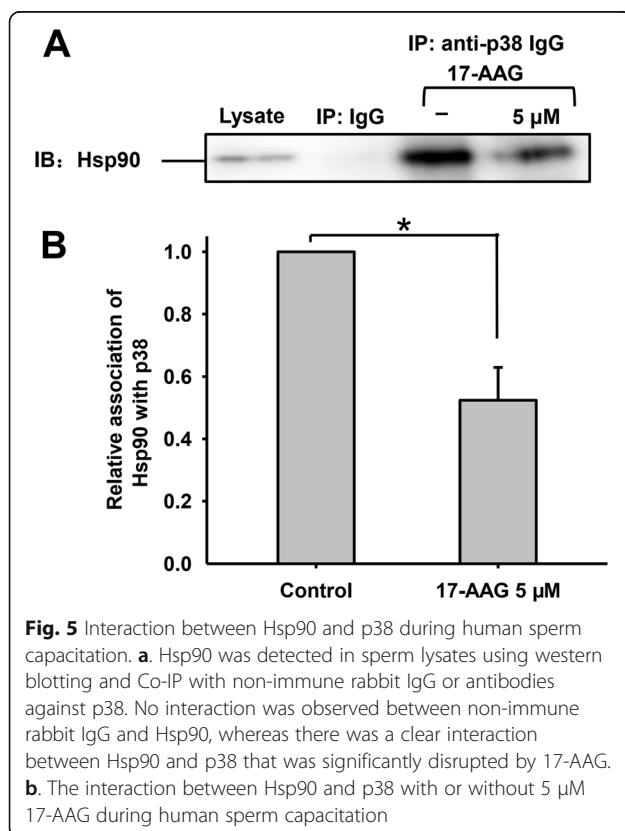 A
IP: anti-p38 IgG
17-AAG
Lysate IP: IgG – 5 µM
IB: Hsp90
B
*
Relative association of
Hsp90 with p38
1.0
0.8
0.6
0.4
0.2
0.0
Control 17-AAG 5 µM
Fig. 5 Interaction between Hsp90 and p38 during human sperm
capacitation. a. Hsp90 was detected in sperm lysates using western
blotting and Co-IP with non-immune rabbit IgG or antibodies
against p38. No interaction was observed between non-immune
rabbit IgG and Hsp90, whereas there was a clear interaction
between Hsp90 and p38 that was significantly disrupted by 17-AAG.
b. The interaction between Hsp90 and p38 with or without 5 µM
17-AAG during human sperm capacitation